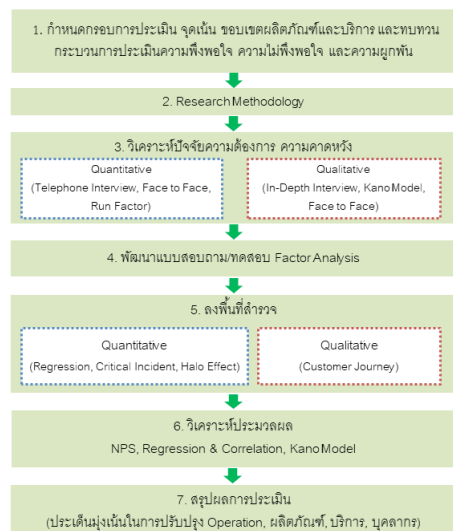 1. กำหนดกรอบการประเมิน จุดเน้น ขอบเขตผลิตภัณฑ์และบริการ และทบทวน
กระบวนการประเมินความพึงพอใจ ความไม่พึงพอใจ และความผูกพัน
2. Research Methodology
3. วิเคราะห์ปัจจัยความต้องการ ความคาดหวัง
Quantitative
(Telephone Interview, Face to Face,
Run Factor)
Qualitative
(In-Depth Interview, Kano Model,
Face to Face)
4. พัฒนาแบบสอบถาม/ทดสอบ Factor Analysis
5. ลงพื้นที่สำรวจ
Quantitative
(Regression, Critical Incident, Halo Effect)
Qualitative
(Customer Journey)
6. วิเคราะห์ประมวลผล
NPS, Regression & Correlation, Kano Model
7. สรุปผลการประเมิน
(ประเด็นมุ่งเน้นในการปรับปรุง Operation, ผลิตภัณฑ์, บริการ, บุคลากร)